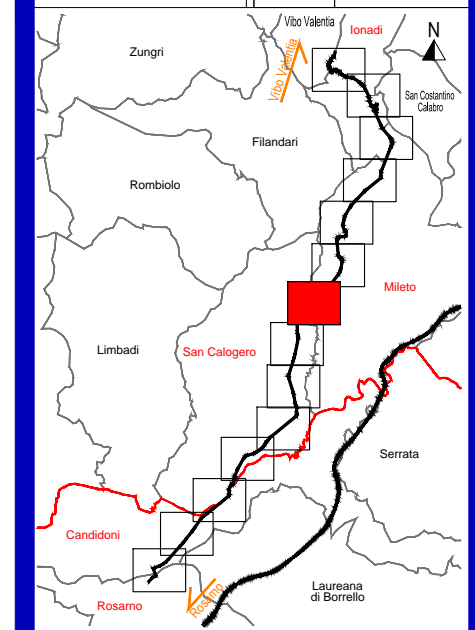 Vibo Valentia
Ionadi
N
Zungri
Vibo Valentia
San Costantino
Calabro
Filandari
Rombiolo
Mileto
Limbadi
San Calogero
Serrata
Candidoni
Laureana
di Borrello
Rosarno
Rosarno